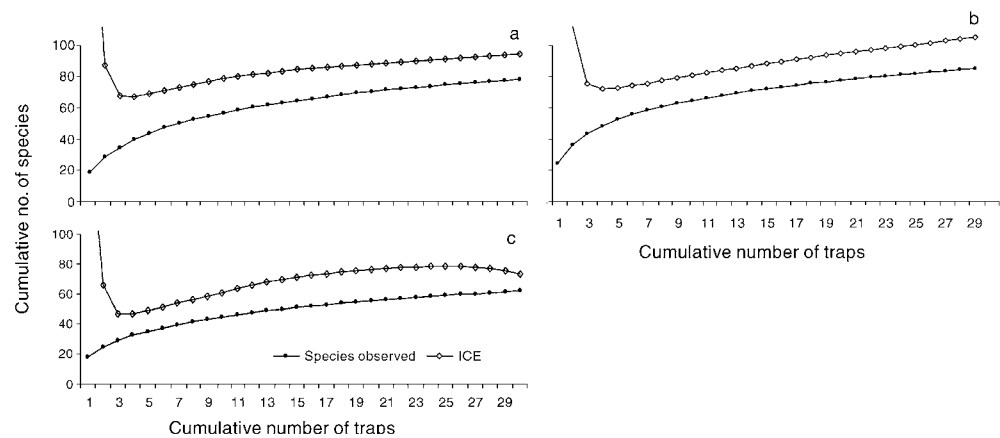 a
100
80
60
40
20
0
b
1 3 5 7 9 11 13 15 17 19 21 23 25 27 29
Cumulative number of traps
Cumulative no. of species
c
100
80
60
40
20
0
Species observed ICE
1 3 5 7 9 11 13 15 17 19 21 23 25 27 29
Cumulative number of traps